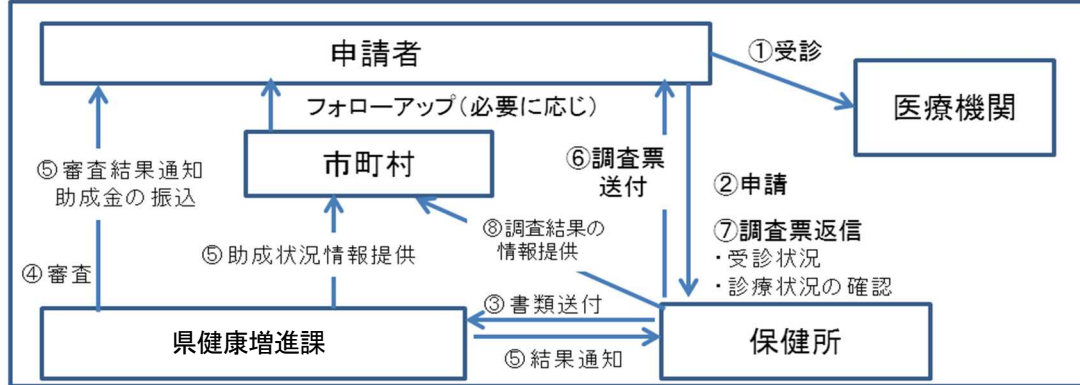 申請者
①受診
医療機関
フォローアップ(必要に応じ)
市町村
⑤審査結果通知
助成金の振込
⑥調査票
送付
②申請
⑦調査票返信
・受診状況
・診療状況の確認
⑧調査結果の
情報提供
⑤助成状況情報提供
④審査
③書類送付
県健康増進課
保健所
⑤結果通知